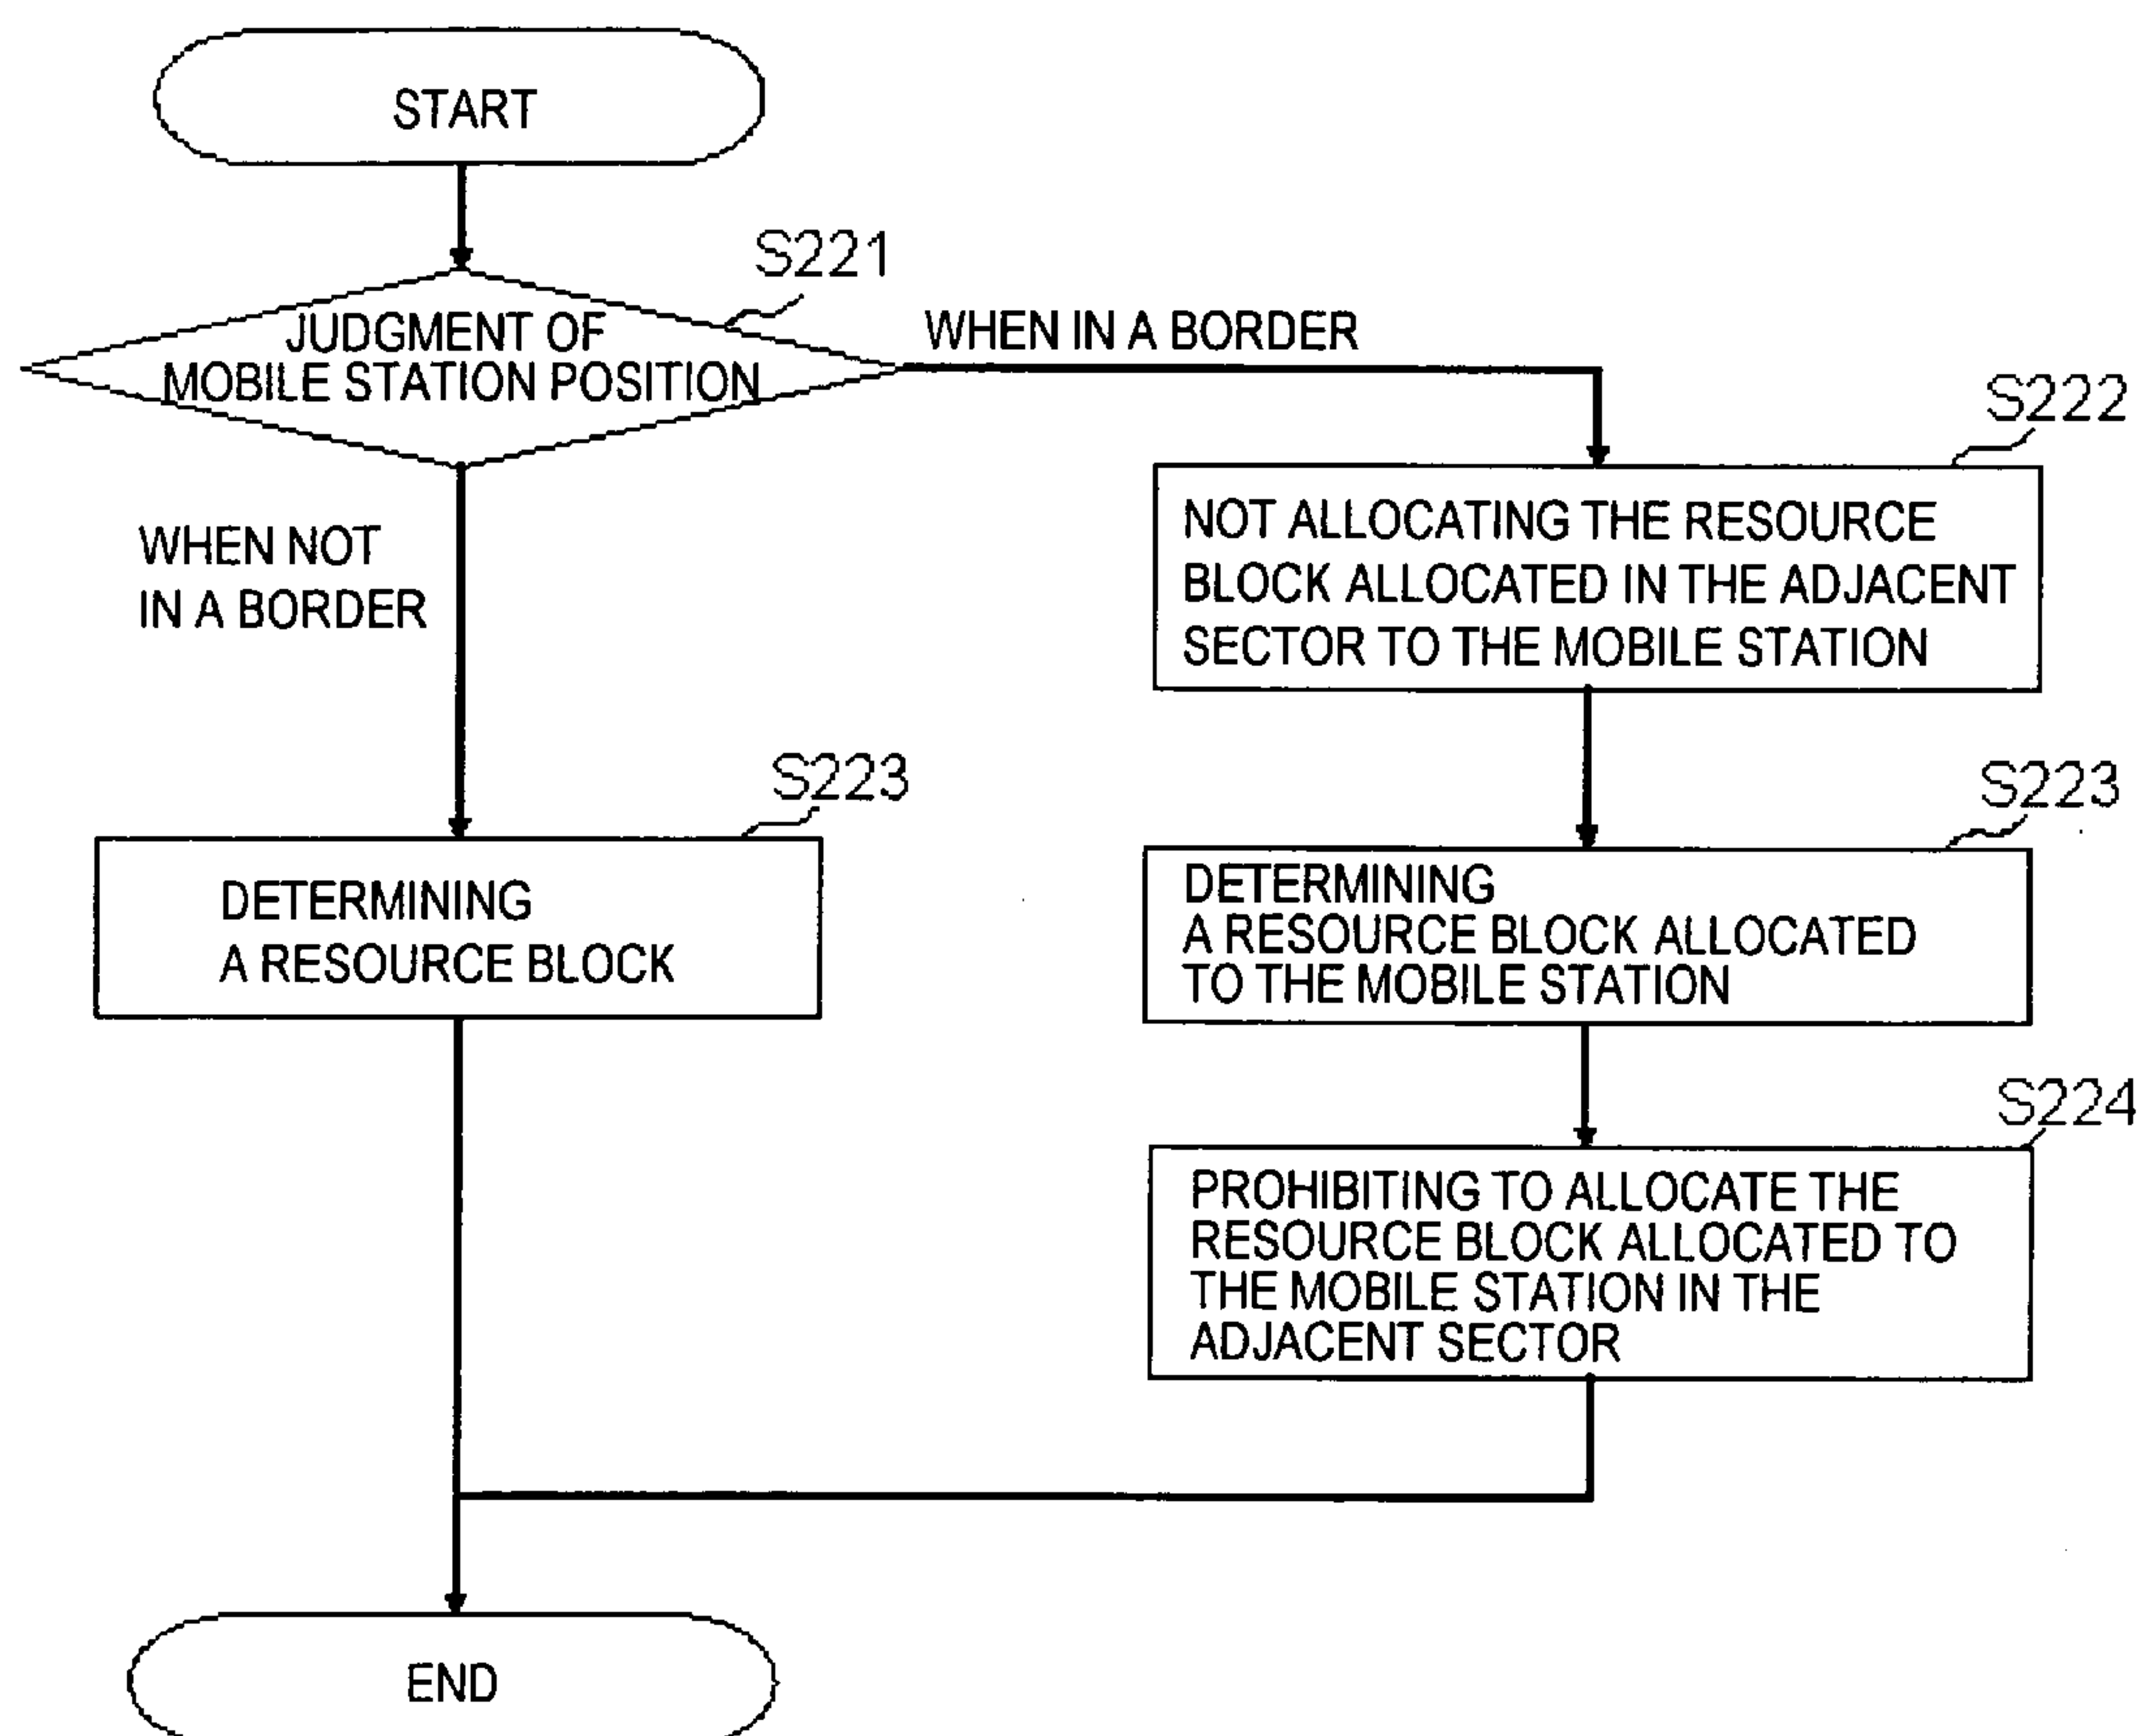 START
S221
JUDGMENT OF
MOBILE STATION POSITION
WHEN IN A BORDER
S222
NOT ALLOCATING THE RESOURCE
BLOCK ALLOCATED IN THE ADJACENT
SECTOR TO THE MOBILE STATION
WHEN NOT
IN A BORDER
S223
DETERMINING
A RESOURCE BLOCK
S223
DETERMINING
A RESOURCE BLOCK ALLOCATED
TO THE MOBILE STATION
S224
PROHIBITING TO ALLOCATE THE
RESOURCE BLOCK ALLOCATED TO
THE MOBILE STATION IN THE
ADJACENT SECTOR
END